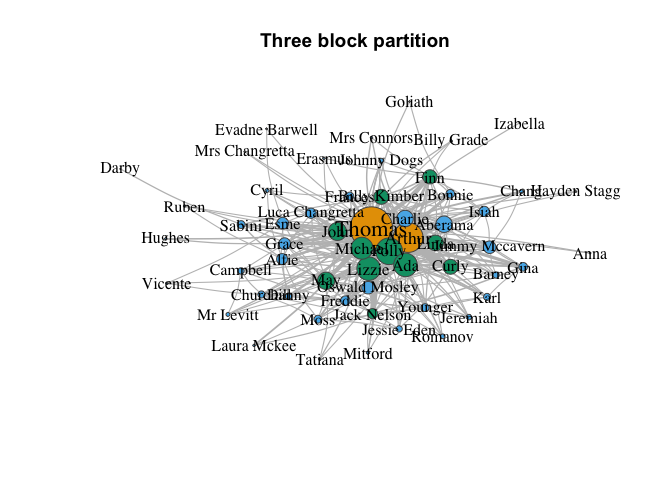 Three block partition
Goliath
Izabella
Evadne Barwell
Mrs Connors
Billy Grade
Mrs Changretta
Erasmus
Johnny Dogs
Darby
Finn
Cyril
Frances
Billy Kimber
Bonnie
Chang
Hayden Stagg
Ruben
Luca Changretta
Isiah
Charlie
Sabini
Esme
Aberama
John
Thomas
Hughes
Grace
Michael
Polly
Arthur
Linda
Jimmy Mccavern
Alfie
Anna
Campbell
May
Lizzie
Ada
Curly
Barney
Gina
Vicente
Oswald Mosley
Churchill
Danny
Freddie
Karl
Mr Levitt
Moss
Jack Nelson
Younger
Jeremiah
Jessie Eden
Romanov
Laura Mckee
Tatiana
Mitford